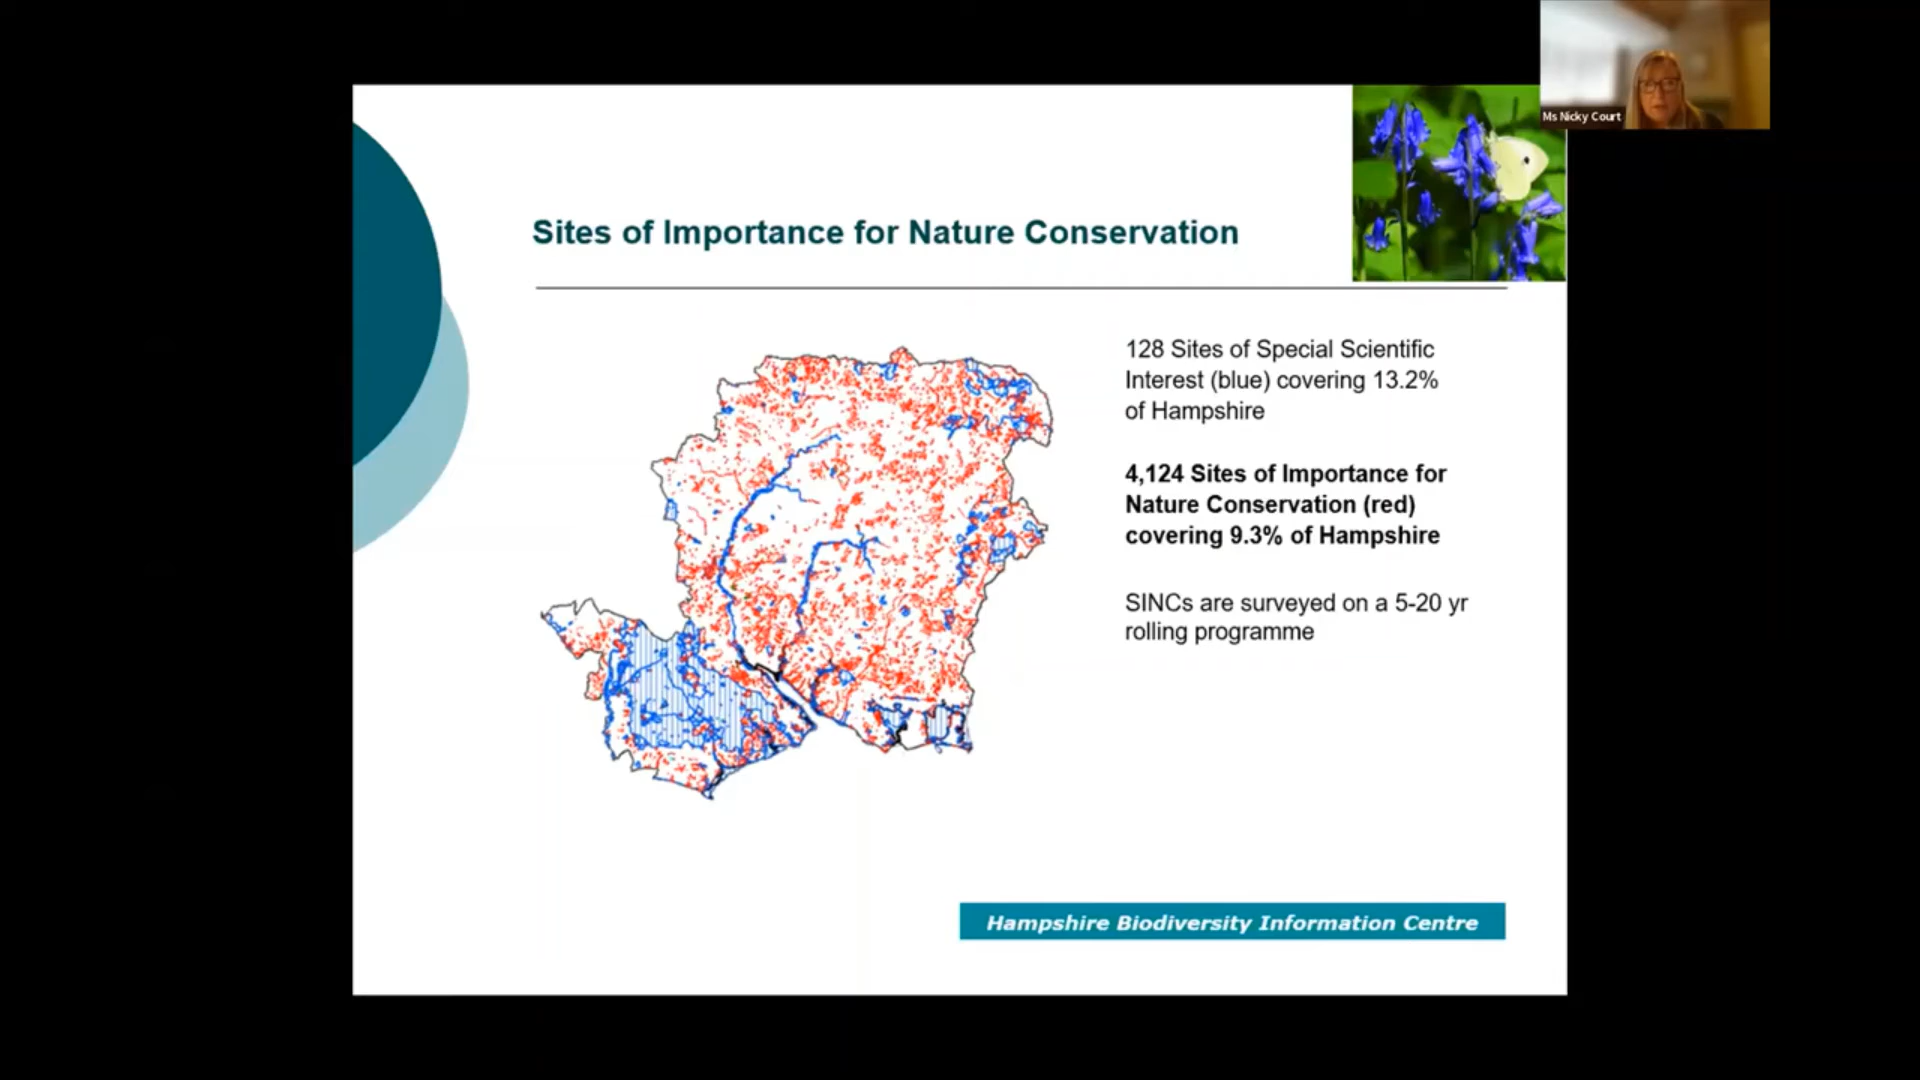 Ms Nicky Court
Sites of Importance for Nature Conservation
128 Sites of Special Scientific
Interest (blue) covering 13.2%
of Hampshire
4,124 Sites of Importance for
Nature Conservation (red)
covering 9.3% of Hampshire
SINCs are surveyed on a 5-20 yr
rolling programme
Hampshire Biodiversity Information Centre